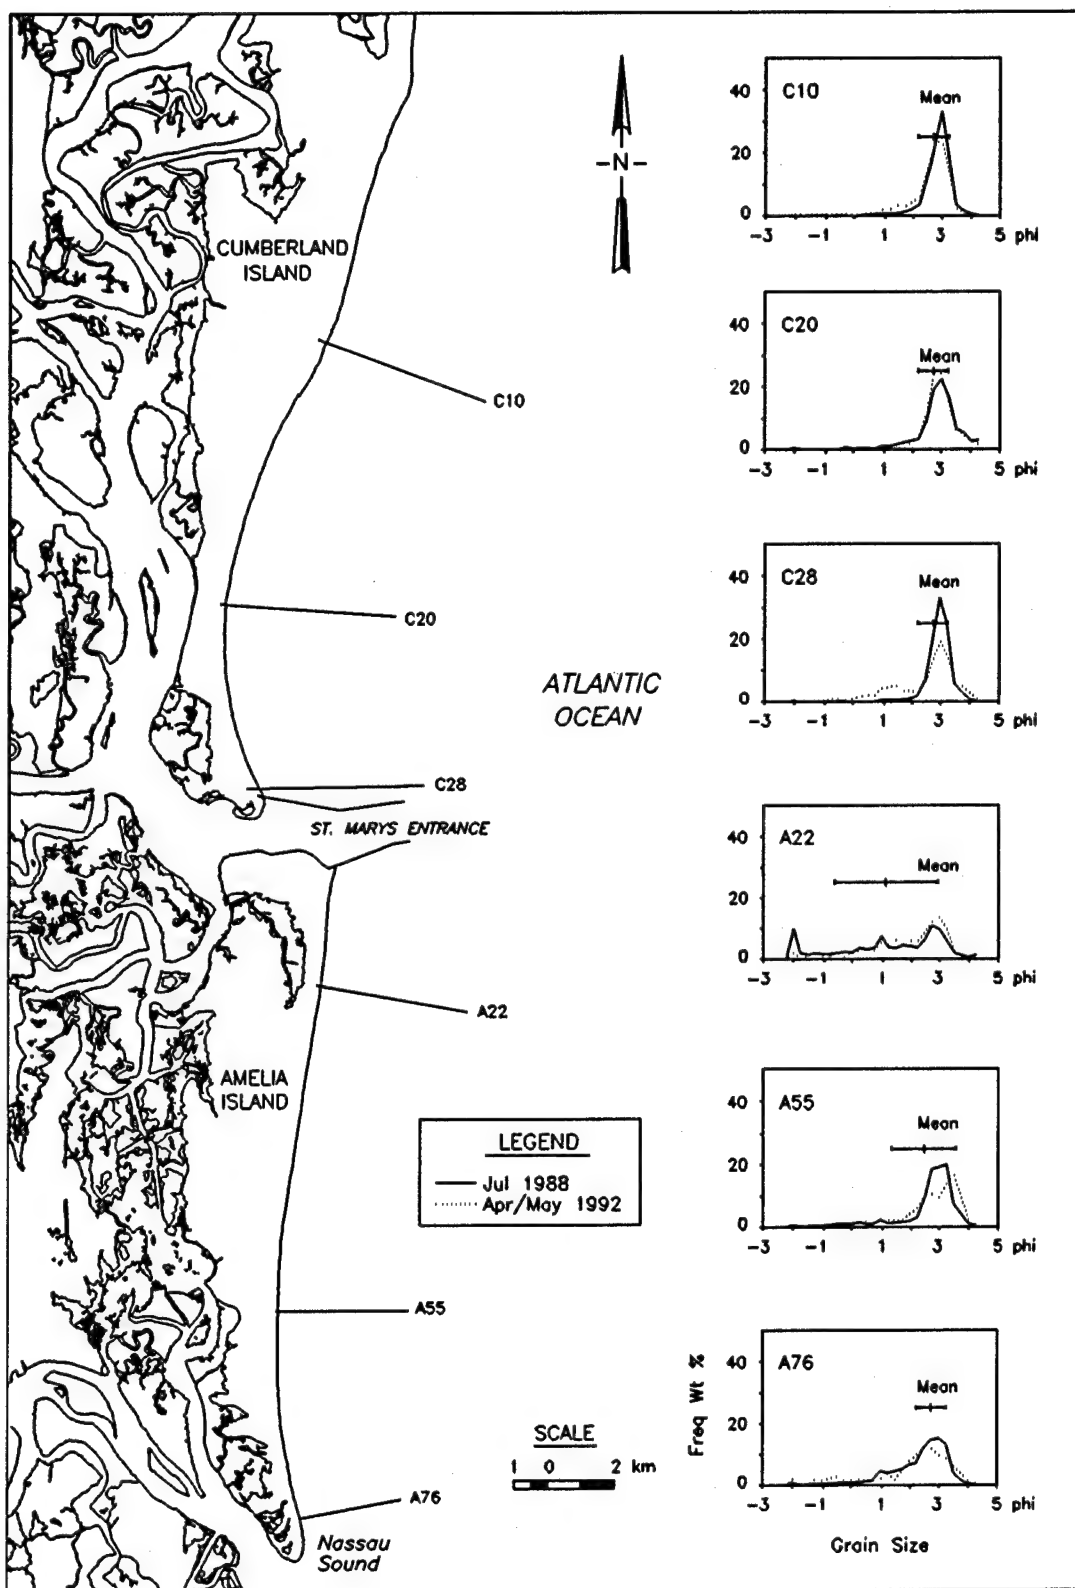 CUMBERLAND
ISLAND
-N-
C10
C20
C28
ATLANTIC
OCEAN
ST. MARYS ENTRANCE
A22
AMELIA
ISLAND
LEGEND
Jul 1988
Apr/May 1992
A55
SCALE
1 0 2 km
A76
Nassau
Sound
C10
Mean
40
20
0
-3 -1 1 3 5 phi
C20
Mean
40
20
0
-3 -1 1 3 5 phi
C28
Mean
40
20
0
-3 -1 1 3 5 phi
A22
Mean
40
20
0
-3 -1 1 3 5 phi
A55
Mean
40
20
0
-3 -1 1 3 5 phi
A76
Mean
Freq Wt %
40
20
0
-3 -1 1 3 5 phi
Grain Size